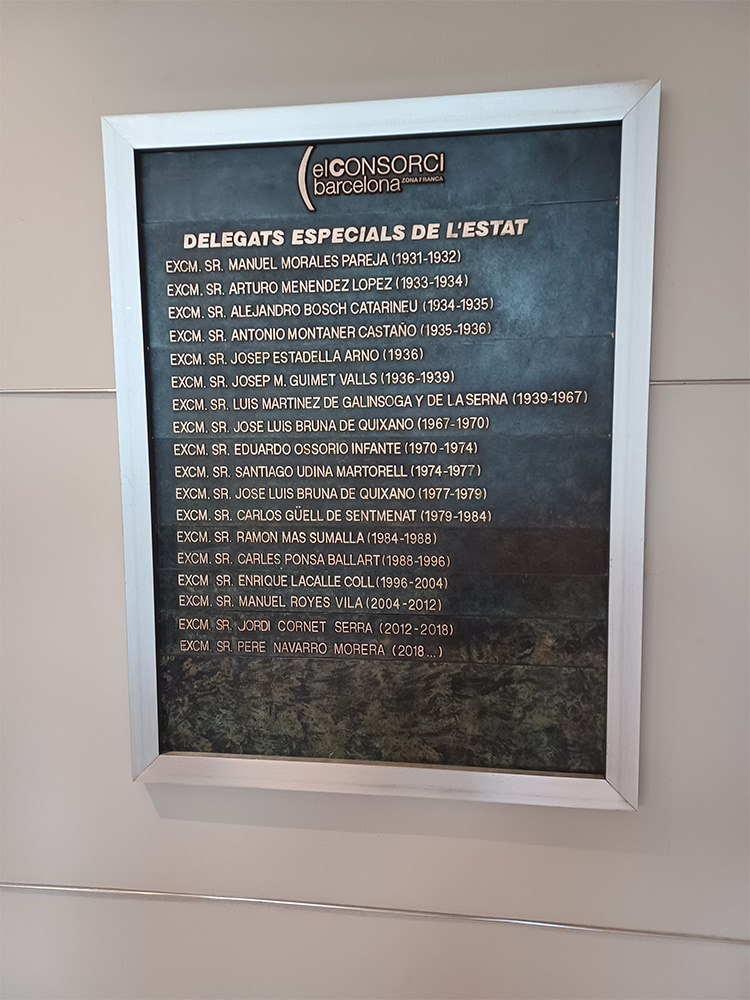 elCONSORCI
barcelona ZONA FRANCA
DELEGATS ESPECIALS DE L'ESTAT
EXCM. SR. MANUEL MORALES PAREJA (1931-1932)
EXCM. SR. ARTURO MENENDEZ LOPEZ (1933-1934)
EXCM. SR. ALEJANDRO BOSCH CATARINEU (1934-1935)
EXCM. SR. ANTONIO MONTANER CASTAÑO (1935-1936)
EXCM. SR. JOSEP ESTADELLA ARNO (1936)
EXCM. SR. JOSEP M. GUIMET VALLS (1936-1939)
EXCM. SR. LUIS MARTINEZ DE GALINSOGA Y DE LA SERNA (1939-1967)
EXCM. SR. JOSE LUIS BRUNA DE QUIXANO (1967-1970)
EXCM. SR. EDUARDO OSSORIO INFANTE (1970-1974)
EXCM. SR. SANTIAGO UDINA MARTORELL (1974-1977)
EXCM. SR. JOSE LUIS BRUNA DE QUIXANO (1977-1979)
EXCM. SR. CARLOS GÜELL DE SENTMENAT (1979-1984)
EXCM. SR. RAMON MAS SUMALLA (1984-1988)
EXCM. SR. CARLES PONSA BALLART (1988-1996)
EXCM SR. ENRIQUE LACALLE COLL (1996-2004)
EXCM. SR. MANUEL ROYES VILA (2004-2012)
EXCM. SR. JORDI CORNET SERRA (2012-2018)
EXCM. SR. PERE NAVARRO MORERA (2018...)